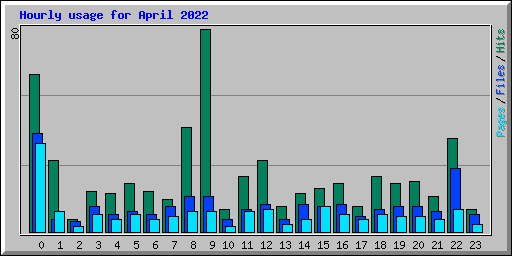 Hourly usage for April 2022
80
Pages / Files / Hits
0 1 2 3 4 5 6 7 8 9 10 11 12 13 14 15 16 17 18 19 20 21 22 23